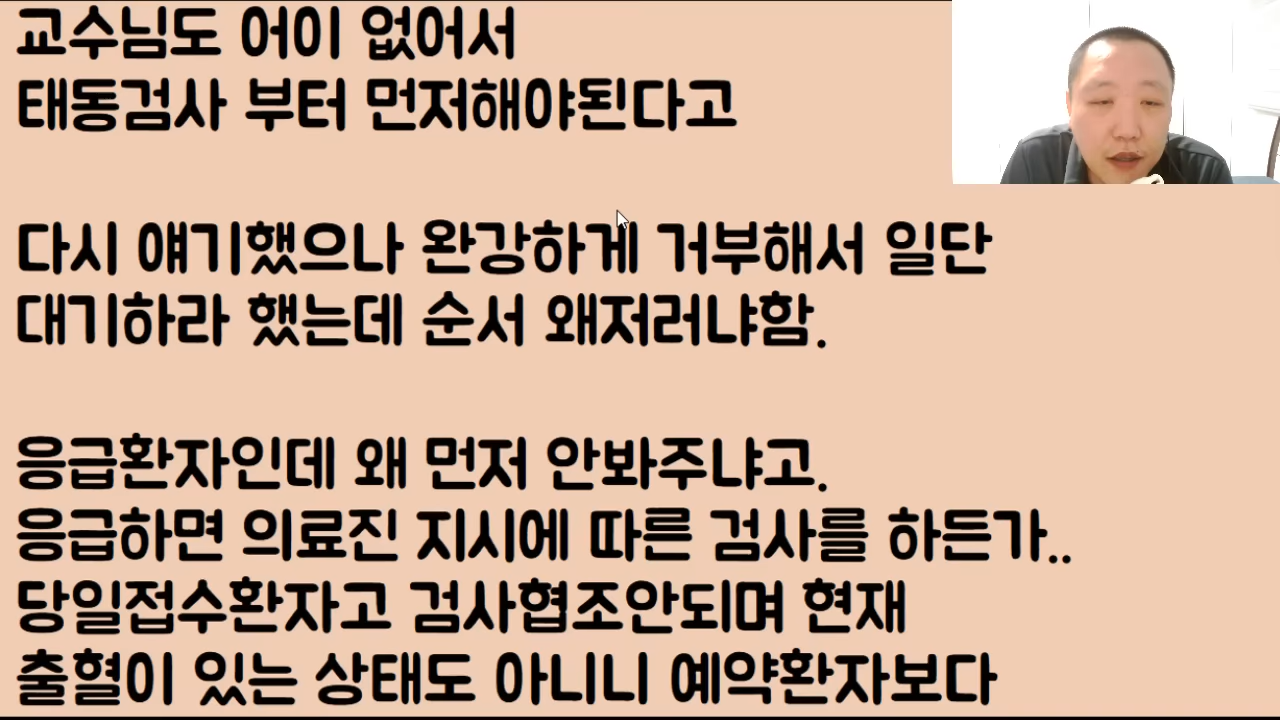 교수님도 어이 없어서
태동검사 부터 먼저해야된다고
다시 얘기했으나 완강하게 거부해서 일단
대기하라 했는데 순서 왜저러냐함.
응급환자인데 왜 먼저 안봐주냐고.
응급하면 의료진 지시에 따른 검사를 하든가..
당일접수환자고 검사협조안되며 현재
출혈이 있는 상태도 아니니 예약환자보다